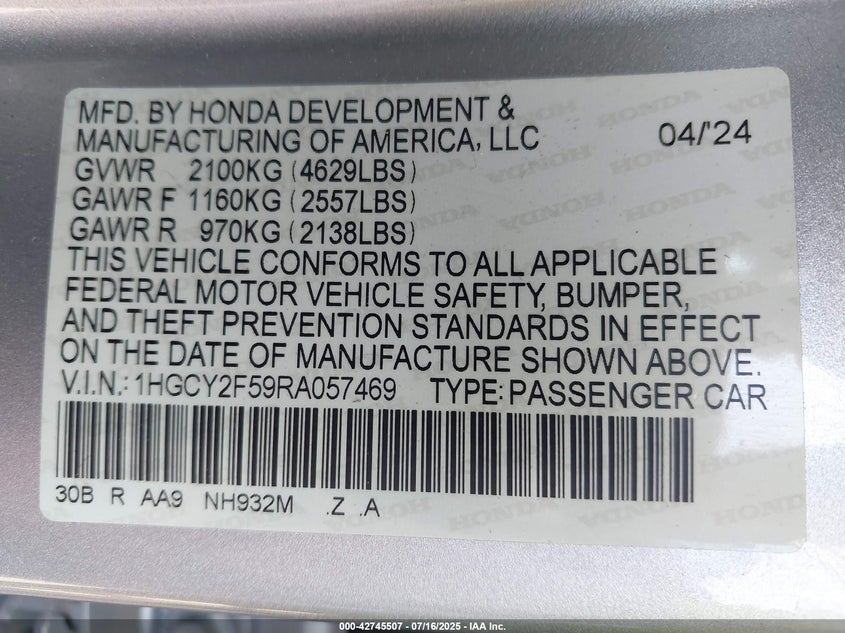 MFD. BY HONDA DEVELOPMENT &
MANUFACTURING OF AMERICA, LLC 04/'24
GVWR 2100KG (4629LBS)
GAWR F 1160KG (2557LBS)
GAWR R 970KG (2138LBS)
THIS VEHICLE CONFORMS TO ALL APPLICABLE
FEDERAL MOTOR VEHICLE SAFETY, BUMPER,
AND THEFT PREVENTION STANDARDS IN EFFECT
ON THE DATE OF MANUFACTURE SHOWN ABOVE.
V.I.N.: 1HGCY2F59RA057469 TYPE: PASSENGER CAR
30B R AA9 NH932M .Z .A
000-42745507 - 07/16/2025 - IAA Inc.